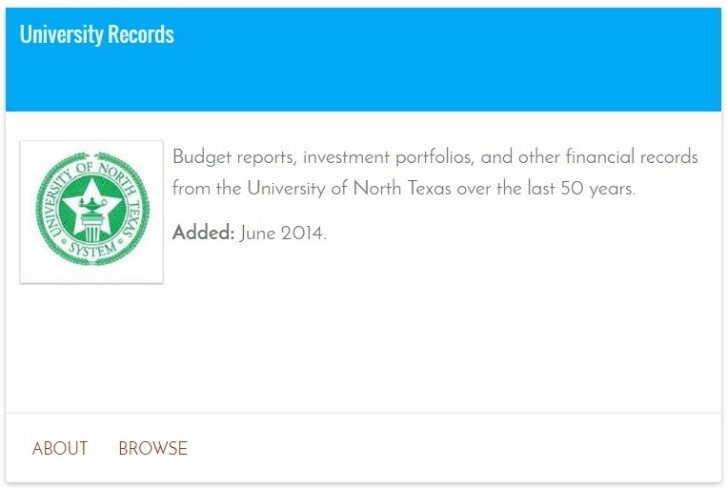 University Records
UNIVERSITY OF NORTH TEXAS
SYSTEM
Budget reports, investment portfolios, and other financial records
from the University of North Texas over the last 50 years.
Added: June 2014.
ABOUT BROWSE